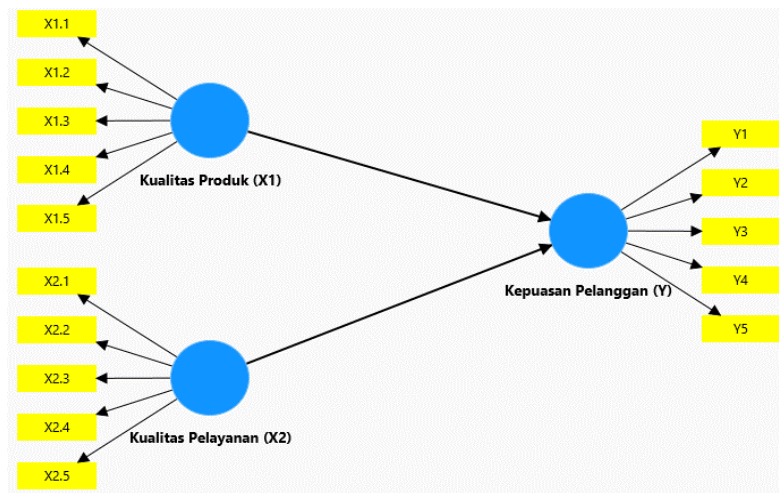 X1.1
X1.2
X1.3
X1.4
X1.5
Kualitas Produk (X1)
X2.1
X2.2
X2.3
X2.4
X2.5
Kualitas Pelayanan (X2)
Y1
Y2
Y3
Y4
Y5
Kepuasan Pelanggan (Y)